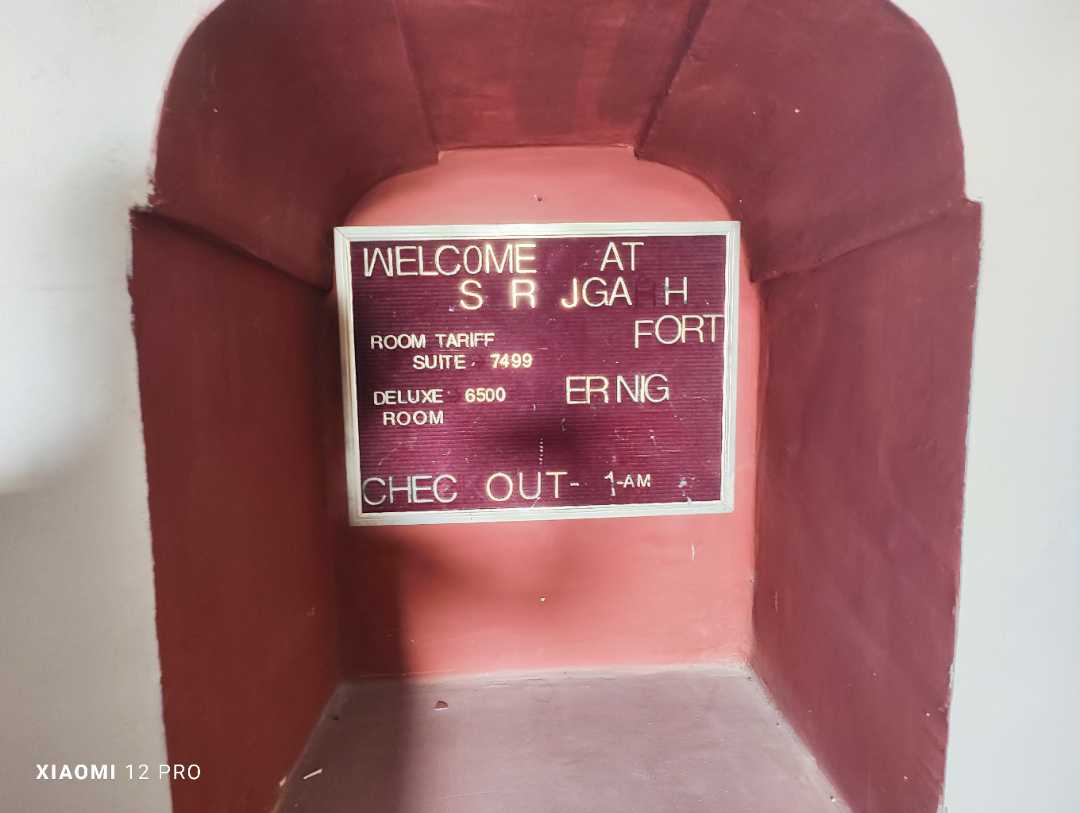 WELCOME AT
S R JGA H
FORT
ROOM TARIFF
SUITE- 7499
DELUXE 6500
ROOM
ER NIG
CHEC OUT- 1-AM
XIAOMI 12 PRO